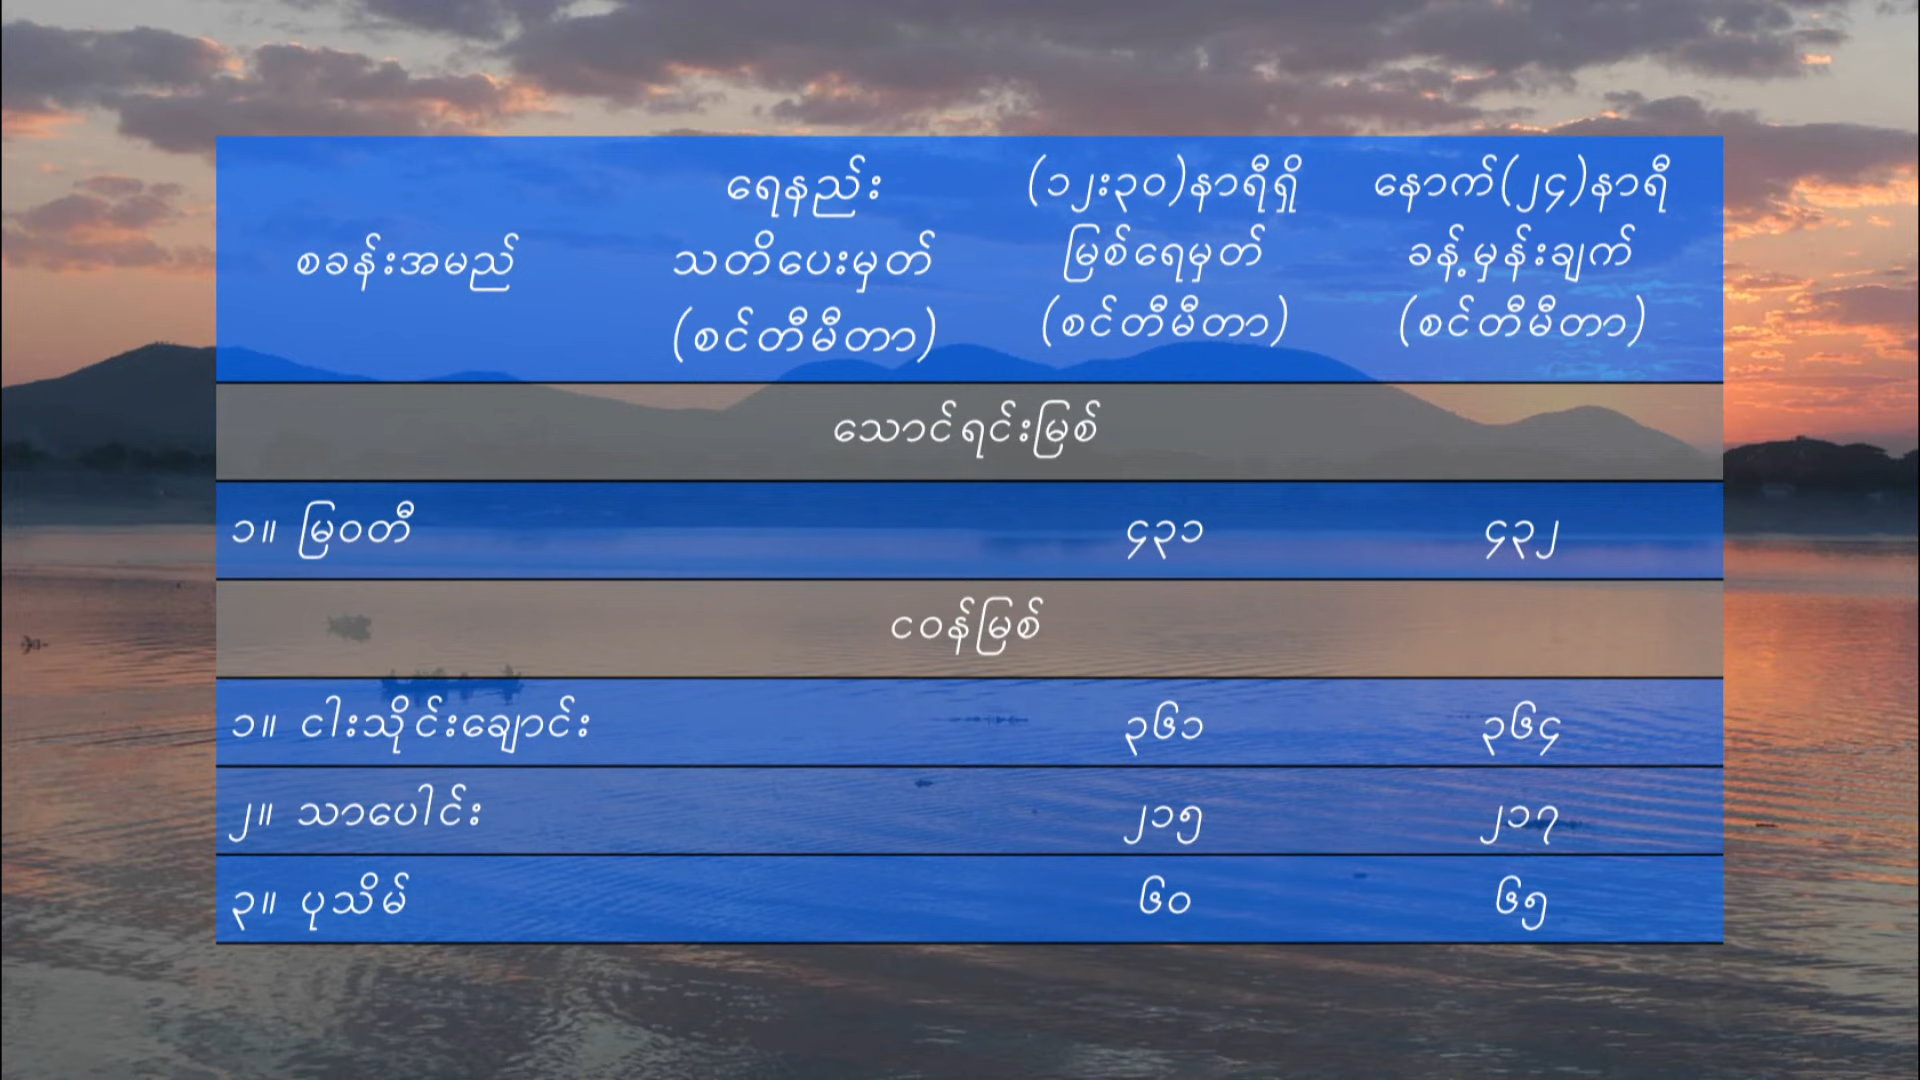 စခန်းအမည်
ရေနည်း
သတိပေးမှတ်
(စင်တီမီတာ)
(၁၂း၃၀)နာရီရှိ
မြစ်ရေမှတ်
(စင်တီမီတာ)
နောက်(၂၄)နာရီ
ခန့်မှန်းချက်
(စင်တီမီတာ)
သောင်ရင်းမြစ်
၁။ မြဝတီ ၄၃၁ ၄၃၂
ငဝန်မြစ်
၁။ ငါးသိုင်းချောင်း ၃၆၁ ၃၆၄
၂။ သာပေါင်း ၂၁၅ ၂၁၇
၃။ ပုသိမ် ၆၀ ၆၅